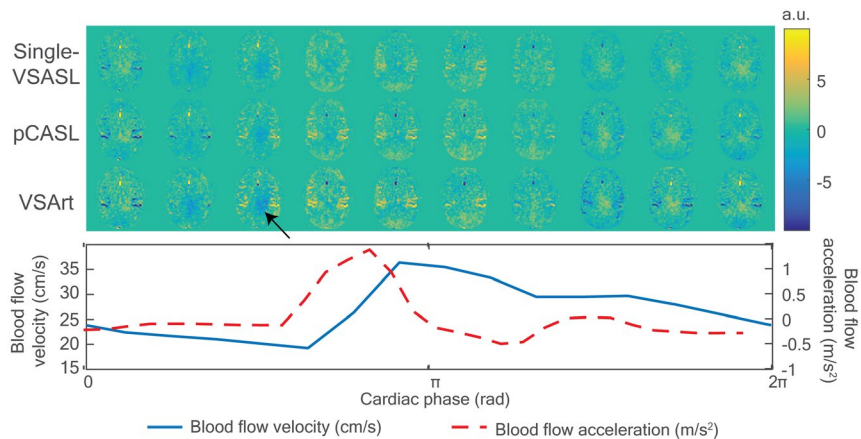 a.u.
Single-
VSASL
pCASL
VSArt
5
0
-5
Blood flow
velocity (cm/s)
35
30
25
20
15
1
0.5
0
-0.5
-1
Blood flow
acceleration (m/s²)
0
π
2π
Cardiac phase (rad)
Blood flow velocity (cm/s)
Blood flow acceleration (m/s²)